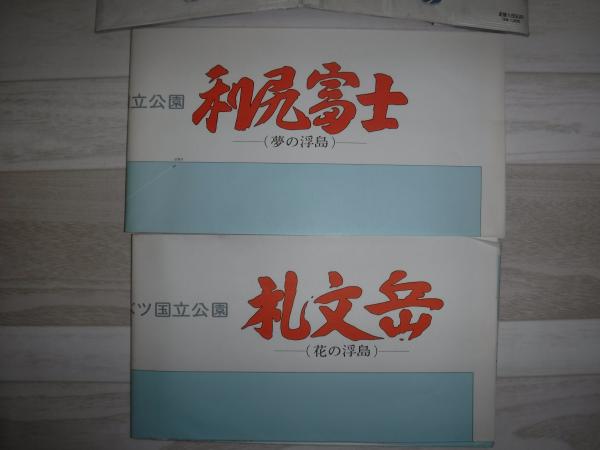 立公園 利尻富士
(夢の浮島)
ベツ国立公園 礼文岳
(花の浮島)